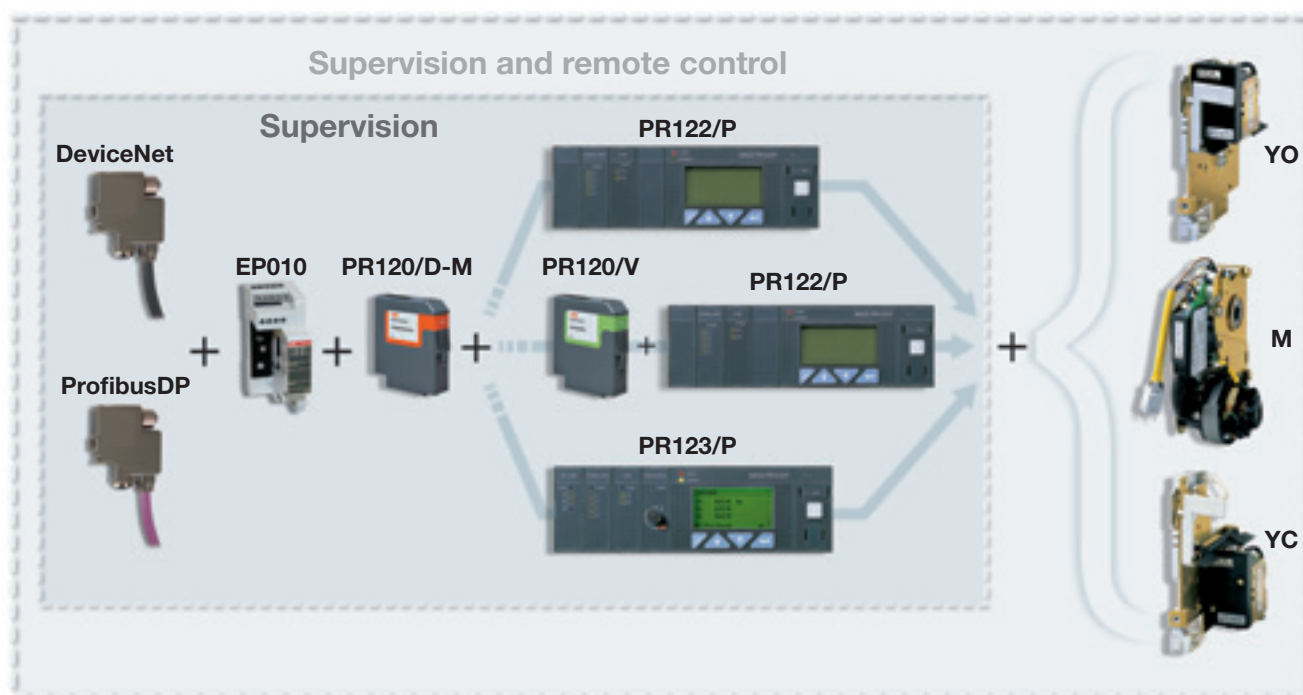 Supervision and remote control
Supervision
DeviceNet
ProfibusDP
EP010
PR120/D-M
PR122/P
PR120/V
PR122/P
PR123/P
YO
M
YC